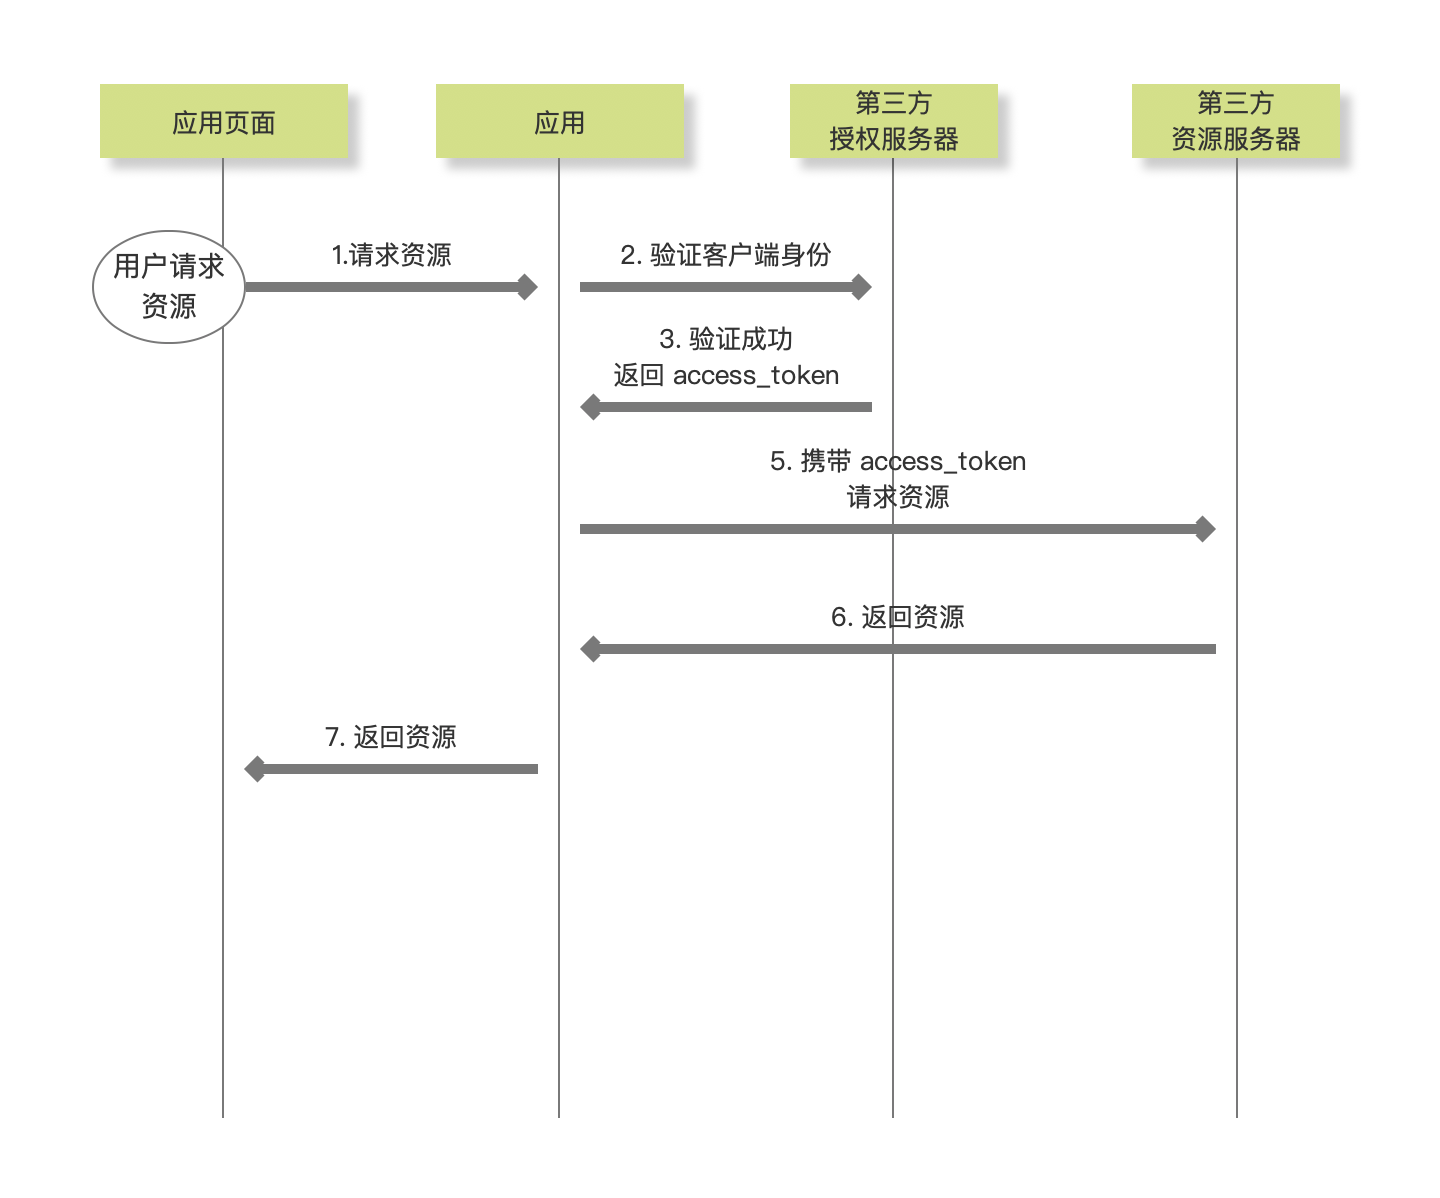 应用页面
应用
第三方
授权服务器
第三方
资源服务器
用户请求
资源
1.请求资源
2. 验证客户端身份
3. 验证成功
返回 access_token
5. 携带 access_token
请求资源
6. 返回资源
7. 返回资源